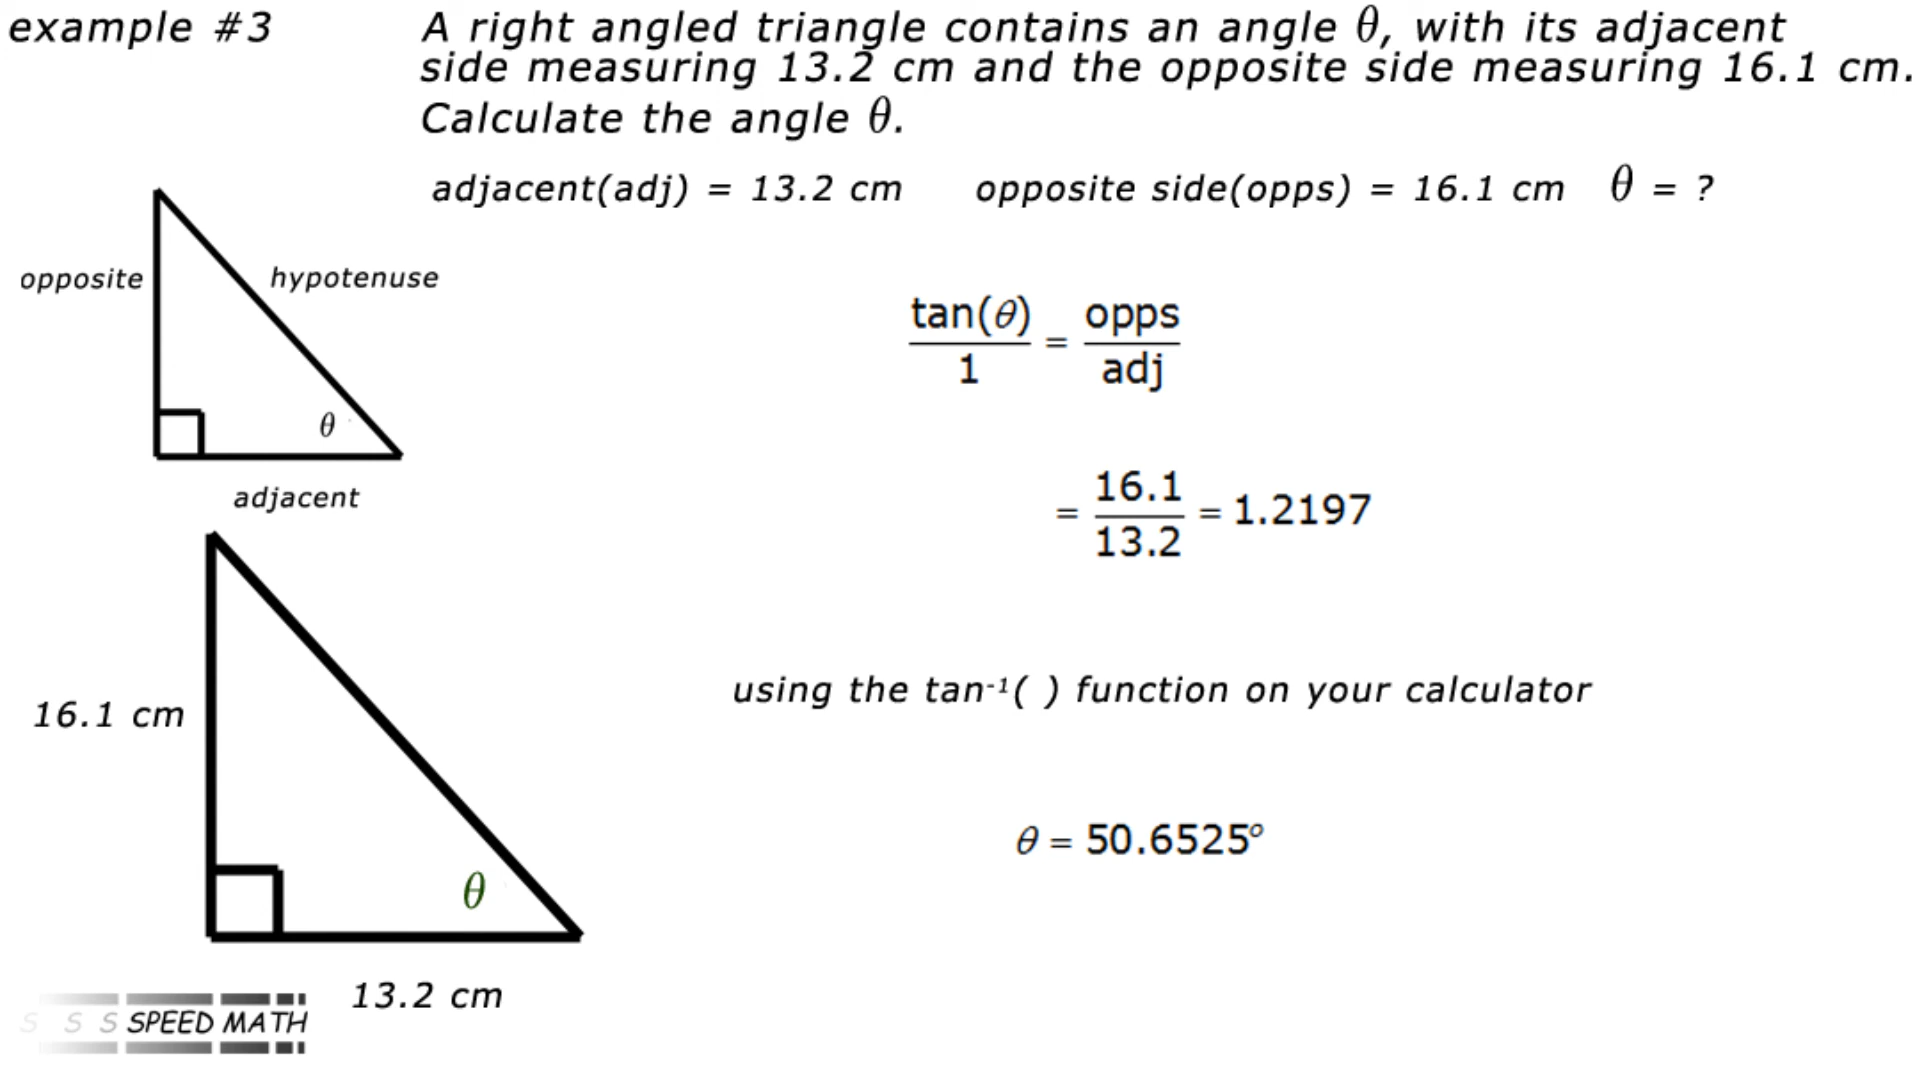 example #3
A right angled triangle contains an angle θ, with its adjacent
side measuring 13.2 cm and the opposite side measuring 16.1 cm.
Calculate the angle θ.
adjacent(adj) = 13.2 cm opposite side(opps) = 16.1 cm θ = ?
opposite
hypotenuse
θ
adjacent
tan(θ)/1 = opps/adj
= 16.1/13.2 = 1.2197
using the tan⁻¹( ) function on your calculator
16.1 cm
θ = 50.6525°
θ
13.2 cm
S S S SPEED MATH